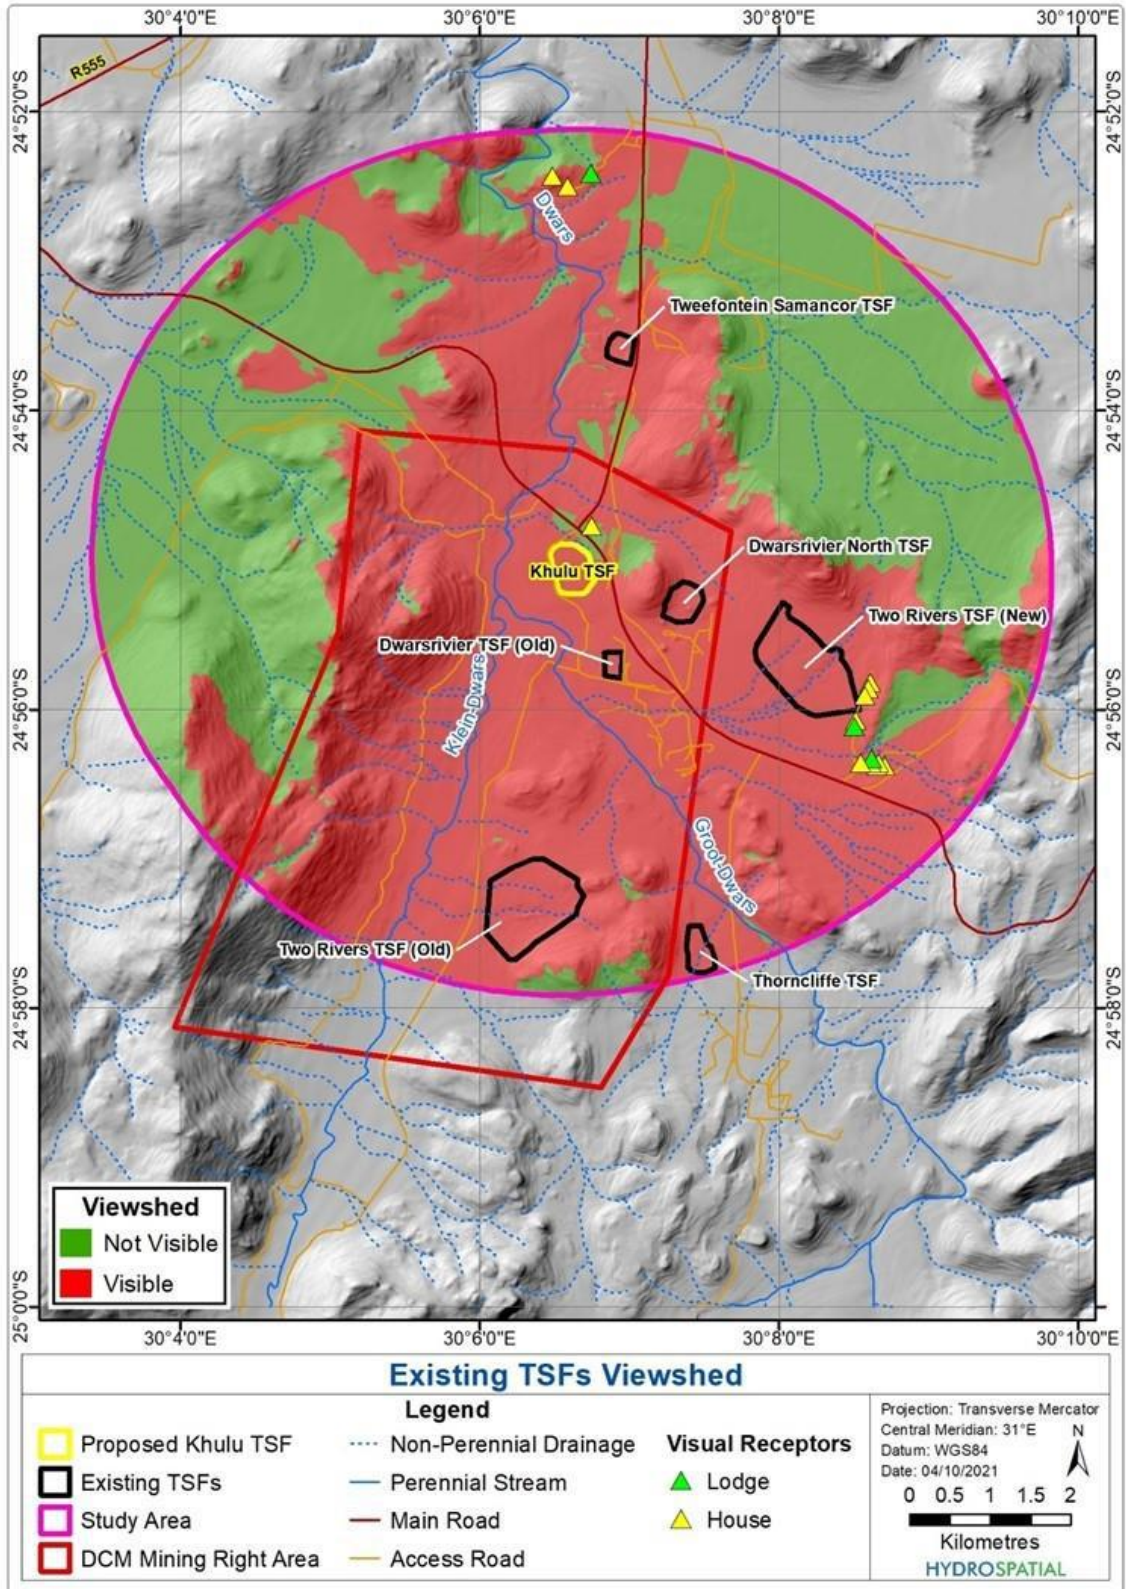 30°4'0"E 30°6'0"E 30°8'0"E 30°10'0"E
R555
24°52'0"S 24°52'0"S
Dwars
Tweefontein Samancor TSF
24°54'0"S 24°54'0"S
Dwarsrivier North TSF
Khulu TSF
Two Rivers TSF (New)
Dwarsrivier TSF (Old)
Klein-Dwars
24°56'0"S 24°56'0"S
Groot-Dwars
Two Rivers TSF (Old)
Thorncliffe TSF
24°58'0"S 24°58'0"S
Viewshed
Not Visible
Visible
25°0'0"S
30°4'0"E 30°6'0"E 30°8'0"E 30°10'0"E
Existing TSFs Viewshed
Legend
Proposed Khulu TSF
Existing TSFs
Study Area
DCM Mining Right Area
Non-Perennial Drainage
Perennial Stream
Main Road
Access Road
Visual Receptors
Lodge
House
Projection: Transverse Mercator
Central Meridian: 31°E
Datum: WGS84
Date: 04/10/2021
N
0 0.5 1 1.5 2
Kilometres
HYDROSPATIAL